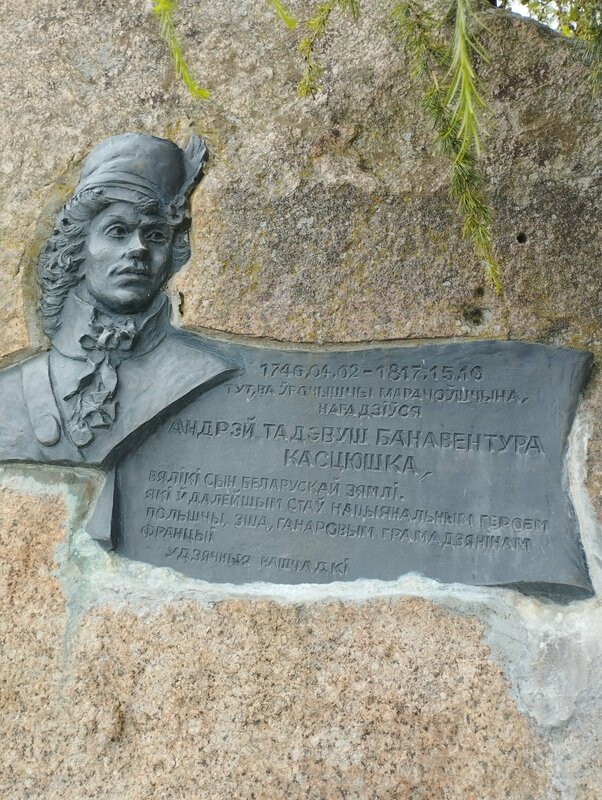 1746.04.02-1817.15.10
ТУТ, ВА ЎРОЧЫШЧЫ МАРАЧОЎШЧЫНА,
НАРАДЗІЎСЯ
АНДРЭЙ ТАДЭВУШ БАНАВЕНТУРА
КАСЦЮШКА,
ВЯЛІКІ СЫН БЕЛАРУСКАЙ ЗЯМЛІ,
ЯКІ Ў ДАЛЕЙШЫМ СТАЎ НАЦЫЯНАЛЬНЫМ ГЕРОЕМ
ПОЛЬШЧЫ, ЗША, ГАНАРОВЫМ ГРАМАДЗЯНІНАМ
ФРАНЦЫІ
УДЗЯЧНЫЯ НАШЧАДКІ